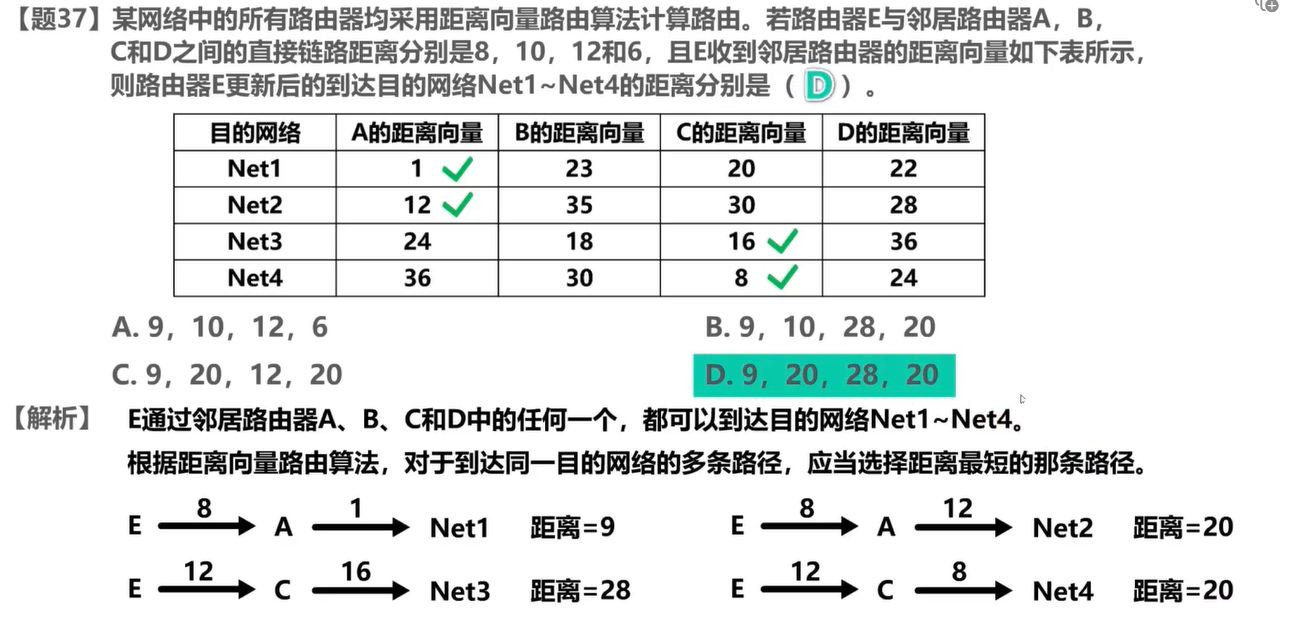 【题37】某网络中的所有路由器均采用距离向量路由算法计算路由。若路由器E与邻居路由器A，B，
C和D之间的直接链路距离分别是8，10，12和6，且E收到邻居路由器的距离向量如下表所示，
则路由器E更新后的到达目的网络Net1~Net4的距离分别是（ D ）。
目的网络 A的距离向量 B的距离向量 C的距离向量 D的距离向量
Net1 1 23 20 22
Net2 12 35 30 28
Net3 24 18 16 36
Net4 36 30 8 24
A. 9，10，12，6 B. 9，10，28，20
C. 9，20，12，20 D. 9，20，28，20
【解析】 E通过邻居路由器A、B、C和D中的任何一个，都可以到达目的网络Net1~Net4。
根据距离向量路由算法，对于到达同一目的网络的多条路径，应当选择距离最短的那条路径。
E 8 A 1 Net1 距离=9 E 8 A 12 Net2 距离=20
E 12 C 16 Net3 距离=28 E 12 C 8 Net4 距离=20